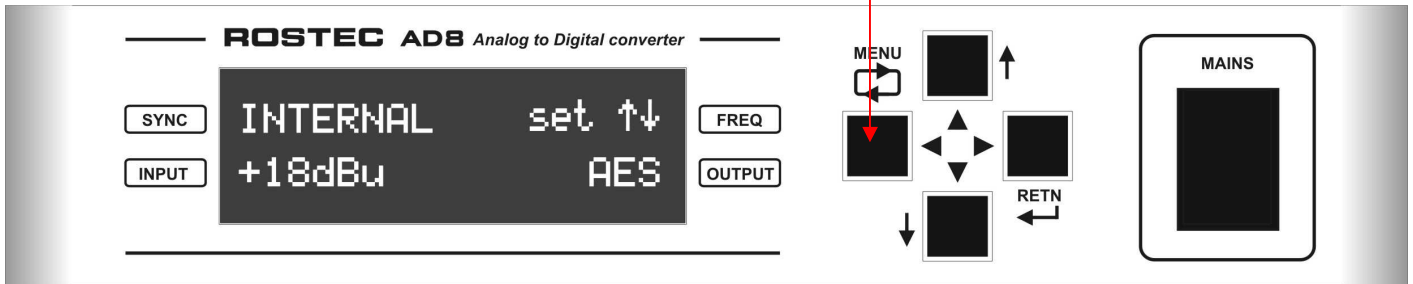 ROSTEC AD8 Analog to Digital converter
SYNC
INTERNAL set ↑↓
FREQ
INPUT
+18dBu AES
OUTPUT
MENU
RETN
MAINS